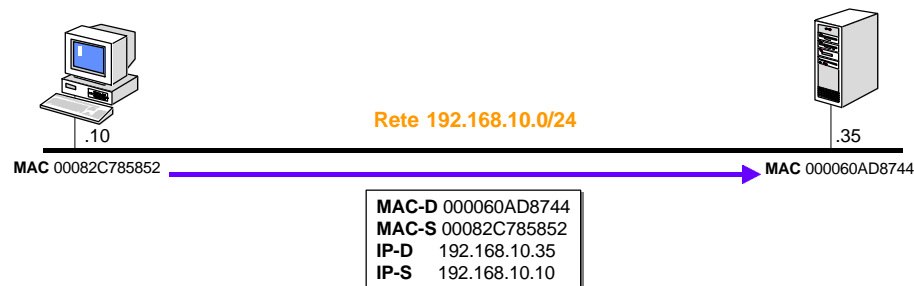 Rete 192.168.10.0/24
.10
.35
MAC 00082C785852
MAC 000060AD8744
MAC-D 000060AD8744
MAC-S 00082C785852
IP-D 192.168.10.35
IP-S 192.168.10.10